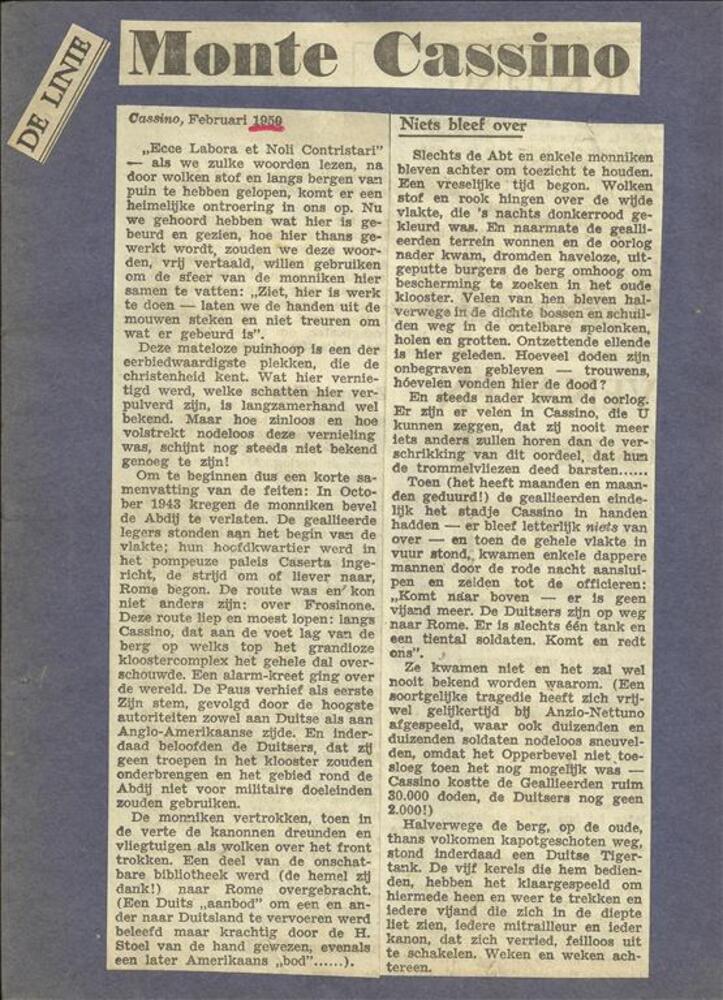 DE LINIE
Monte Cassino
Cassino, Februari 1950
„Ecce Labora et Noli Contristari"
— als we zulke woorden lezen, na
door wolken stof en langs bergen van
puin te hebben gelopen, komt er een
heimelijke ontroering in ons op. Nu
we gehoord hebben wat hier is ge-
beurd en gezien, hoe hier thans ge-
werkt wordt, zouden we deze woor-
den, vrij vertaald, willen gebruiken
om de sfeer van de monniken hier
samen te vatten: „Ziet, hier is werk
te doen — laten we de handen uit de
mouwen steken en niet treuren om
wat er gebeurd is".
Deze mateloze puinhoop is een der
eerbiedwaardigste plekken, die de
christenheid kent. Wat hier vernie-
tigd werd, welke schatten hier ver-
pulverd zijn, is langzamerhand wel
bekend. Maar hoe zinloos en hoe
volstrekt nodeloos deze vernieling
was, schijnt nog steeds niet bekend
genoeg te zijn!
Om te beginnen dus een korte sa-
menvatting van de feiten: In Octo-
ber 1943 kregen de monniken bevel
de Abdij te verlaten. De geallieerde
legers stonden aan het begin van de
vlakte; hun hoofdkwartier werd in
het pompeuze paleis Caserta inge-
richt, de strijd om of liever naar,
Rome begon. De route was en kon
niet anders zijn: over Frosinone.
Deze route liep en moest lopen: langs
Cassino, dat aan de voet lag van de
berg op welks top het grandioze
kloostercomplex het gehele dal over-
schouwde. Een alarm-kreet ging over
de wereld. De Paus verhief als eerste
Zijn stem, gevolgd door de hoogste
autoriteiten zowel aan Duitse als aan
Anglo-Amerikaanse zijde. En inder-
daad beloofden de Duitsers, dat zij
geen troepen in het klooster zouden
onderbrengen en het gebied rond de
Abdij niet voor militaire doeleinden
zouden gebruiken.
De monniken vertrokken, toen in
de verte de kanonnen dreunden en
vliegtuigen als wolken over het front
trokken. Een deel van de onschat-
bare bibliotheek werd (de hemel zij
dank!) naar Rome overgebracht.
(Een Duits „aanbod" om een en an-
der naar Duitsland te vervoeren werd
beleefd maar krachtig door de H.
Stoel van de hand gewezen, evenals
een later Amerikaans „bod"......).
Niets bleef over
Slechts de Abt en enkele monniken
bleven achter om toezicht te houden.
Een vreselijke tijd begon. Wolken
stof en rook hingen over de wijde
vlakte, die 's nachts donkerrood ge-
kleurd was. En naarmate de geälli-
eerden terrein wonnen en de oorlog
nader kwam, dromden haveloze, uit-
geputte burgers de berg omhoog om
bescherming te zoeken in het oude
klooster. Velen van hen bleven hal-
verwege in de dichte bossen en schuil-
den weg in de ontelbare spelonken,
holen en grotten. Ontzettende ellende
is hier geleden. Hoeveel doden zijn
onbegraven gebleven — trouwens,
hóevelen vonden hier de dood?
En steeds nader kwam de oorlog.
Er zijn er velen in Cassino, die U
kunnen zeggen, dat zij nooit meer
iets anders zullen horen dan de ver-
schrikking van dit oordeel, dat hun
de trommelvliezen deed barsten......
Toen (het heeft maanden en maan-
den geduurd!) de geallieerden einde-
lijk het stadje Cassino in handen
hadden — er bleef letterlijk niets van
over — en toen de gehele vlakte in
vuur stond, kwamen enkele dappere
mannen door de rode nacht aanslui-
pen en zeiden tot de officieren:
„Komt naar boven — er is geen
vijand meer. De Duitsers zijn op weg
naar Rome. Er is slechts één tank en
een tiental soldaten. Komt en redt
ons".
Ze kwamen niet en het zal wel
nooit bekend worden waarom. (Een
soortgelijke tragedie heeft zich vrij-
wel gelijkertijd bij Anzio-Nettuno
afgespeeld, waar ook duizenden en
duizenden soldaten nodeloos sneuvel-
den, omdat het Opperbevel niet toe-
sloeg toen het nog mogelijk was —
Cassino kostte de Geallieerden ruim
30.000 doden, de Duitsers nog geen
2.000!)
Halverwege de berg, op de oude,
thans volkomen kapotgeschoten weg,
stond inderdaad een Duitse Tiger-
tank. De vijf kerels die hem bedien-
den, hebben het klaargespeeld om
hiermede heen en weer te trekken en
iedere vijand die zich in de diepte
liet zien, iedere mitrailleur en ieder
kanon, dat zich verried, feilloos uit
te schakelen. Weken en weken ach-
tereen.